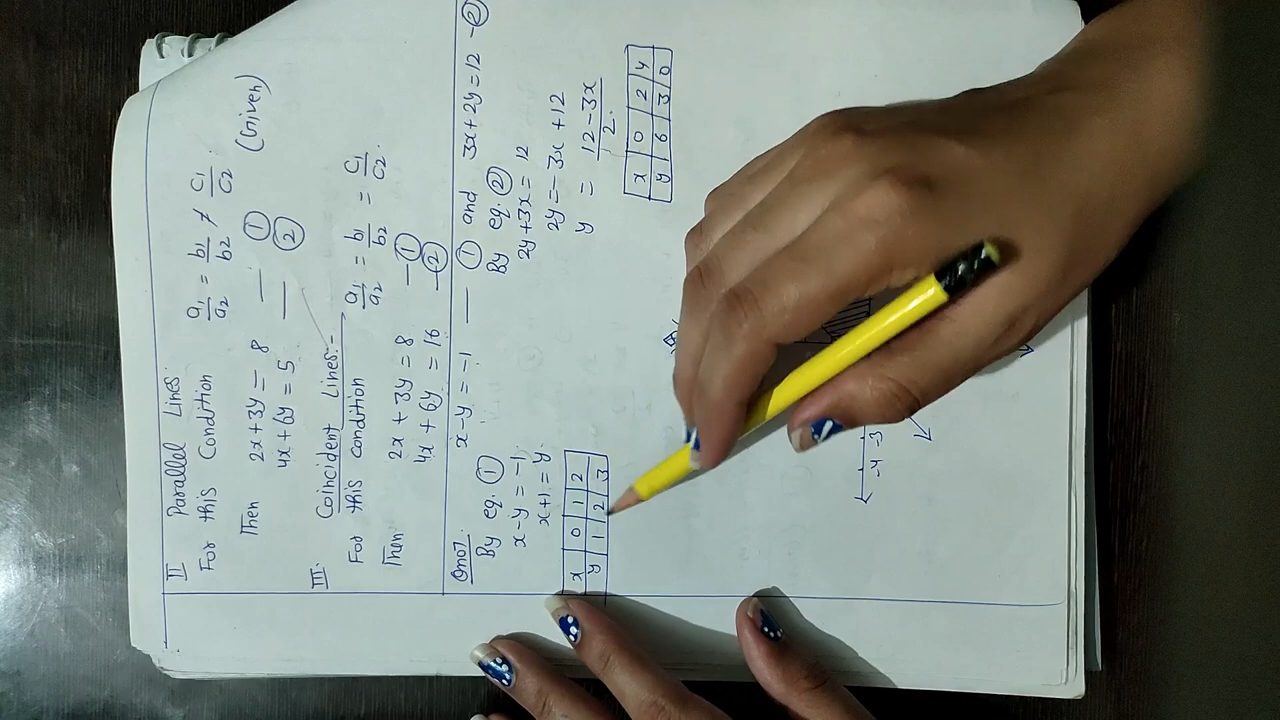 II Parallel Lines:
For this Condition a1/a2 = b1/b2 ≠ c1/c2 (Given)
Then 2x+3y = 8 — ①
4x + 6y = 5 — ②
III. Coincident Lines:-
For this condition a1/a2 = b1/b2 = c1/c2.
Then 2x + 3y = 8 — ①
4x + 6y = 16 — ②
Qno7. x-y = -1 — ① and 3x+2y=12 -②
By eq. ①
x-y = -1
x+1 = y
x 0 1 2
y 1 2 3
By eq. ②
2y+3x = 12
2y = -3x +12
y = 12-3x/2.
x 0 2 4
y 6 3 0
-4 -3